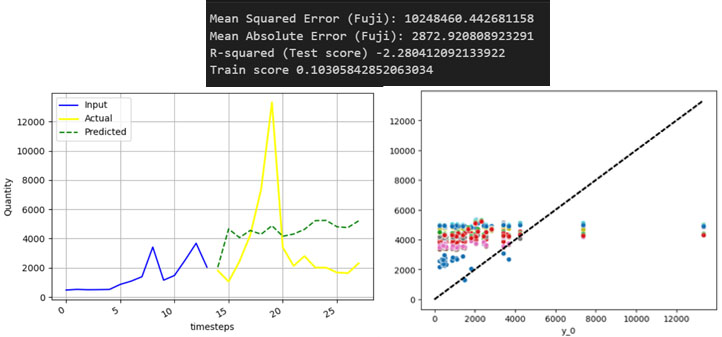 Mean Squared Error (Fuji): 10248460.442681158
Mean Absolute Error (Fuji): 2872.920808923291
R-squared (Test score) -2.280412092133922
Train score 0.10305842852063034
Input
Actual
Predicted
12000
10000
8000
6000
4000
2000
0
Quantity
0
5
10
15
20
25
timesteps
12000
10000
8000
6000
4000
2000
0
0
2000
4000
6000
8000
10000
12000
y_0